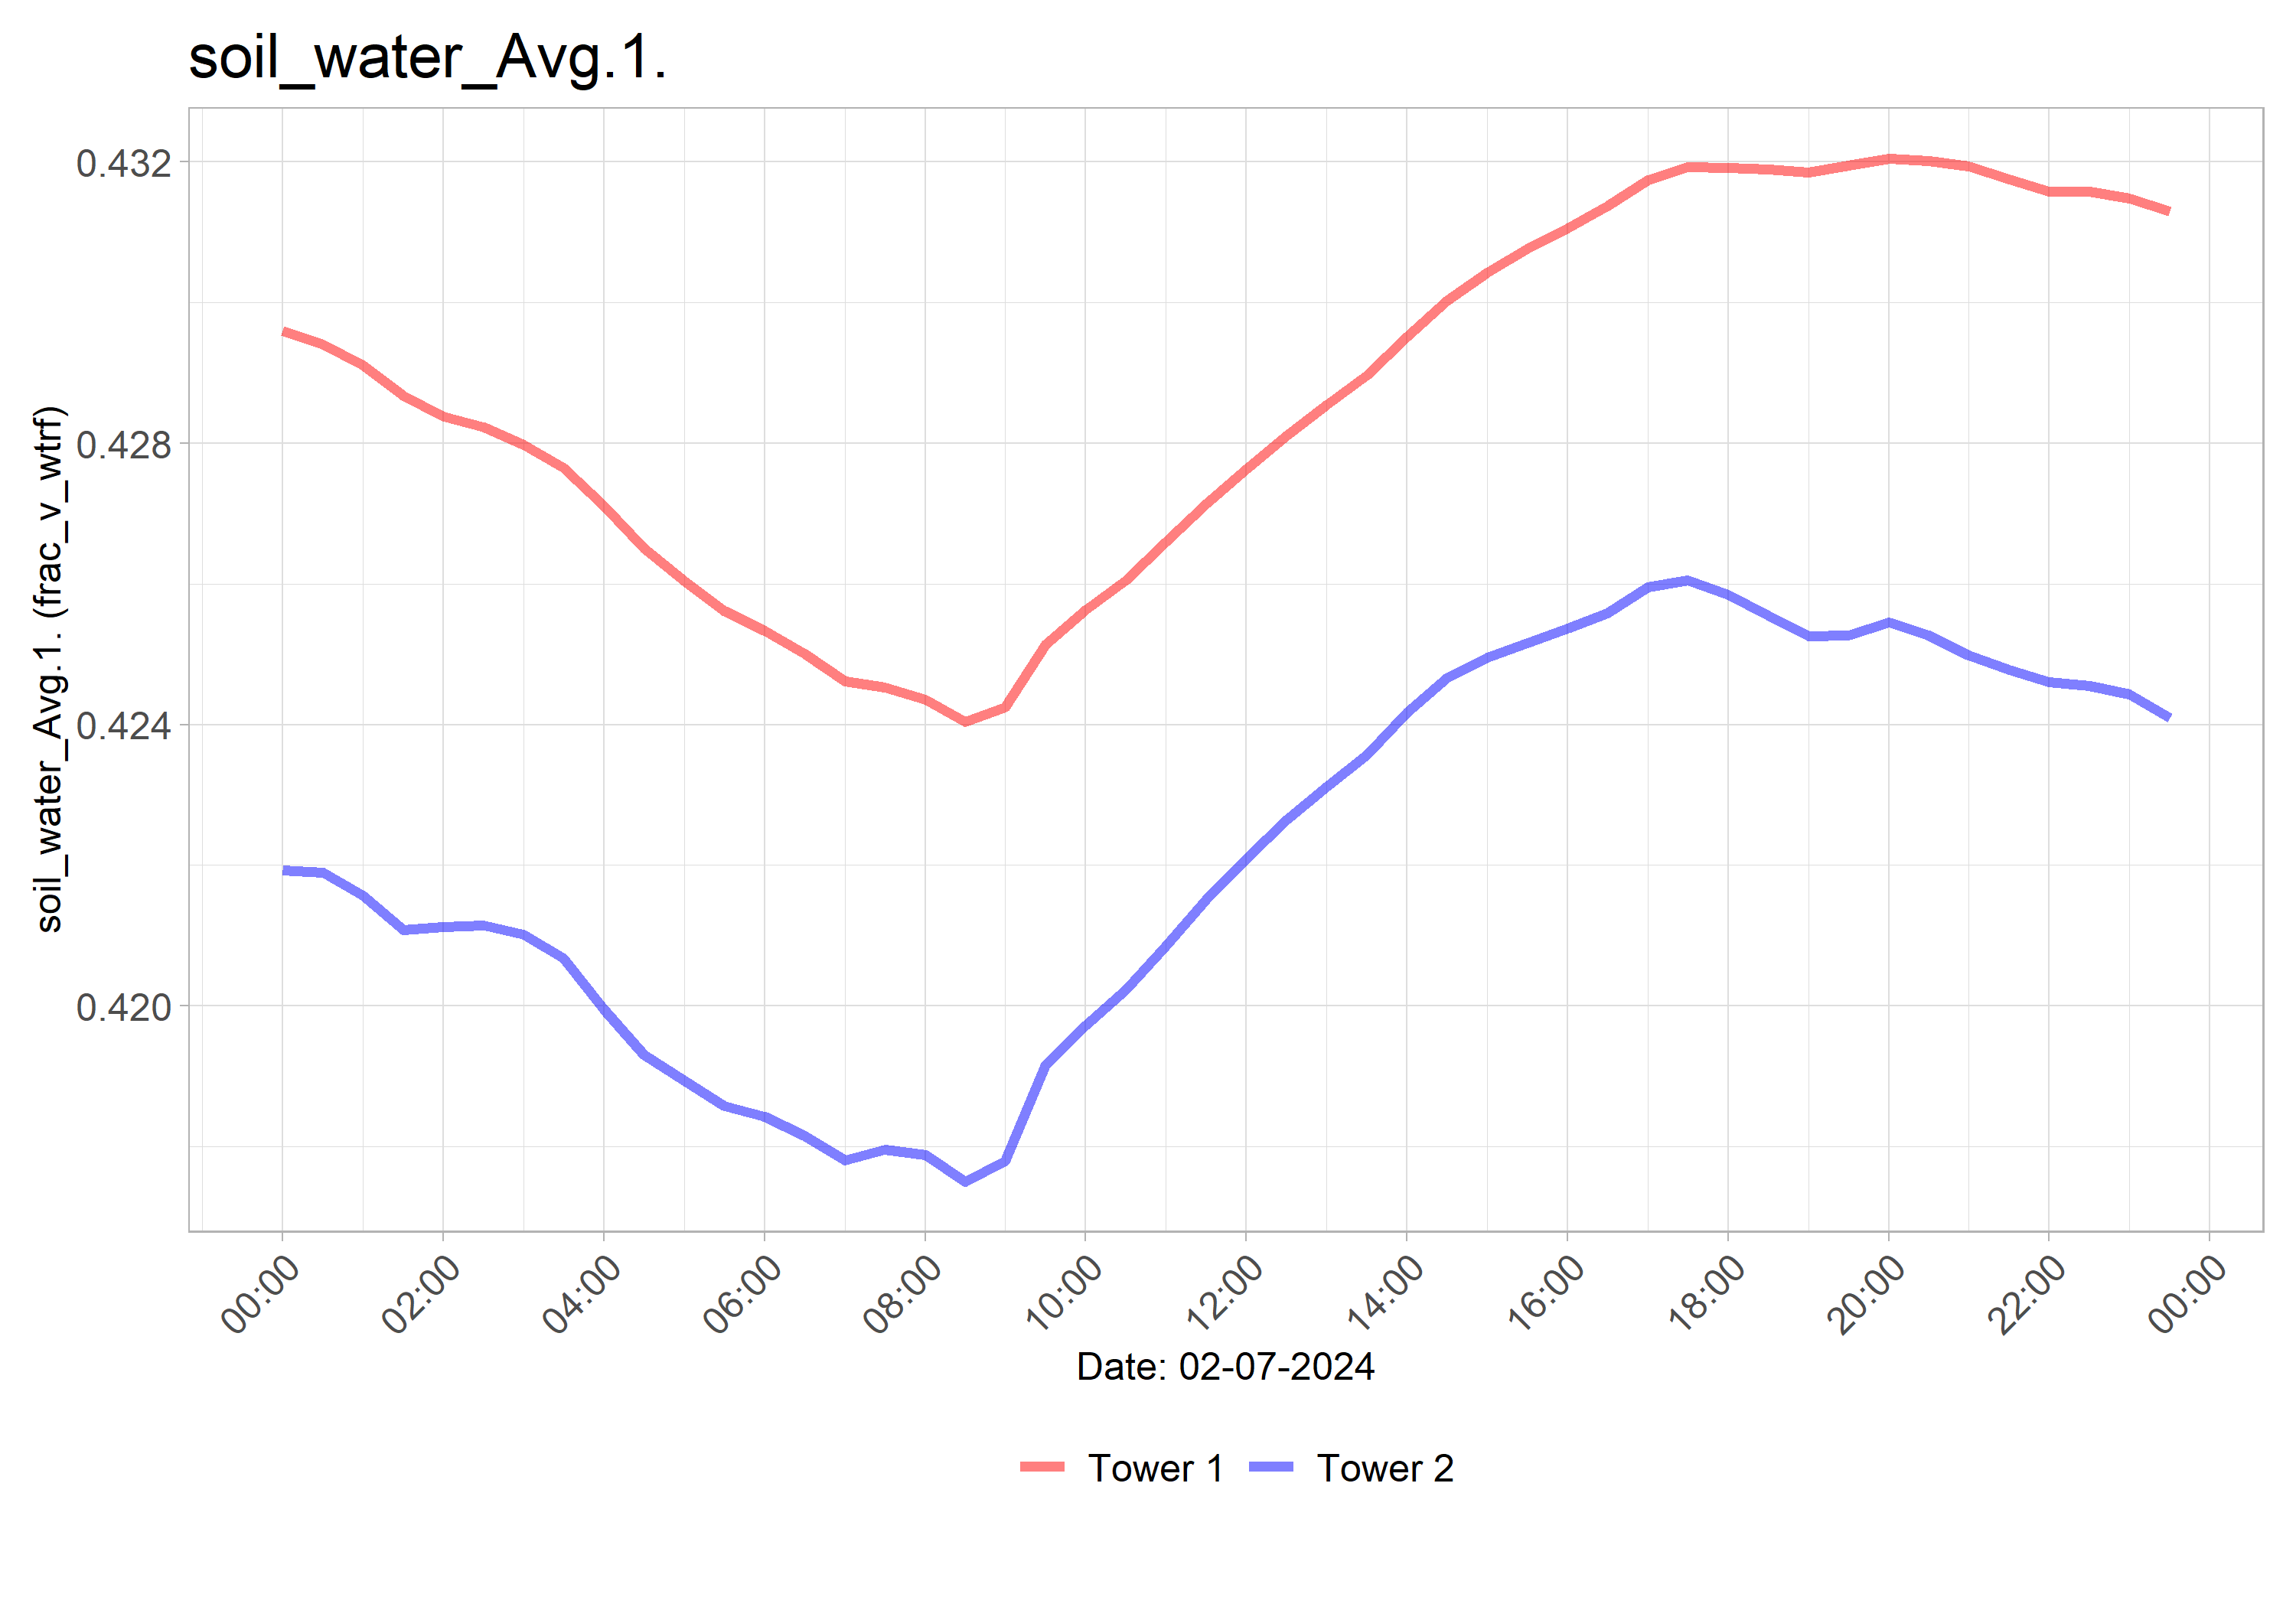 soil_water_Avg.1.
soil_water_Avg.1. (frac_v_wtrf)
0.432
0.428
0.424
0.420
00:00 02:00 04:00 06:00 08:00 10:00 12:00 14:00 16:00 18:00 20:00 22:00 00:00
Date: 02-07-2024
Tower 1 Tower 2